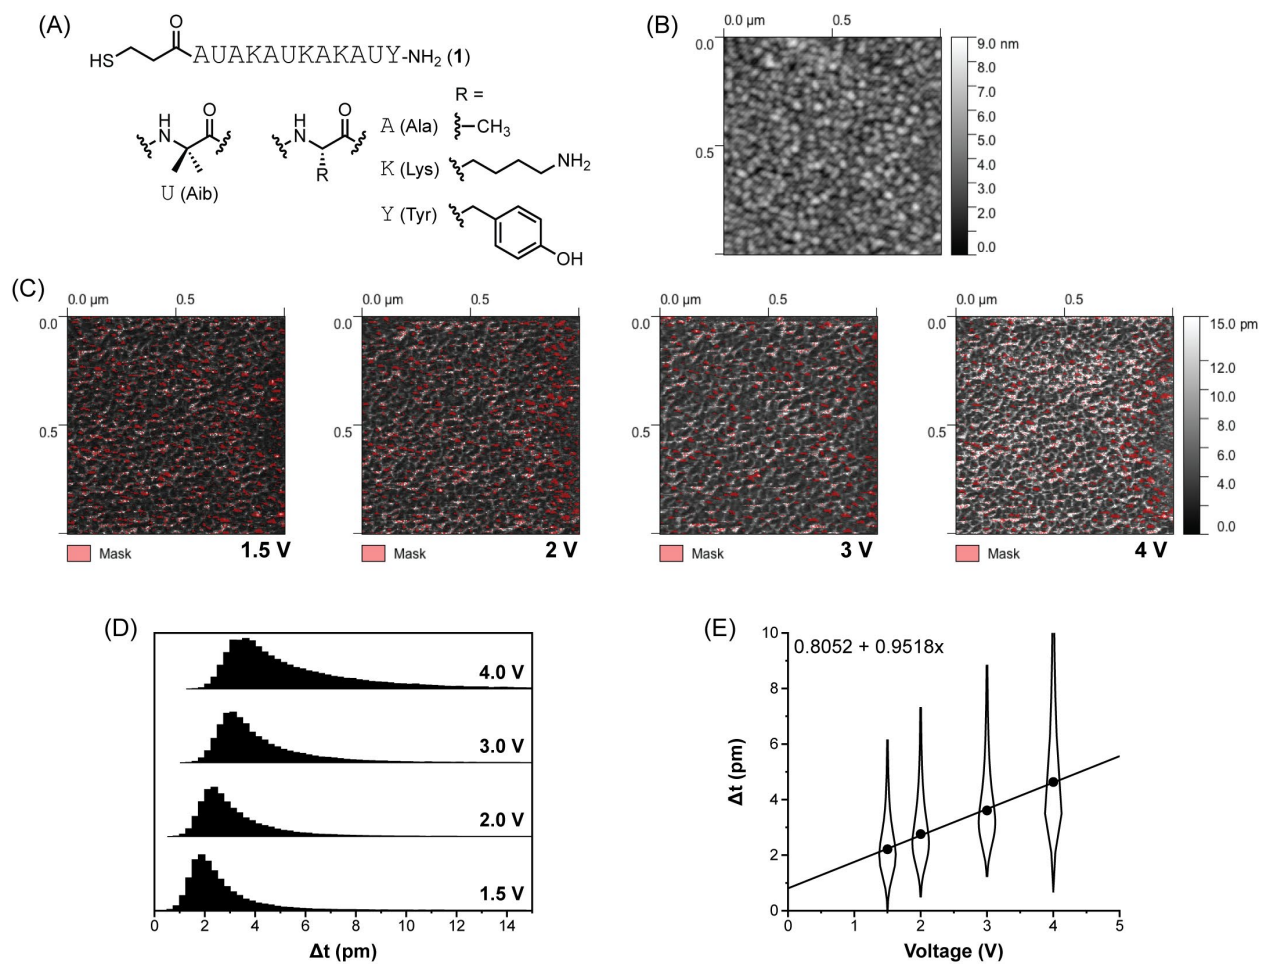 (A)
O
HS
AUAKAUKAKAUY-NH2 (1)
R =
H
N
O
H
N
O
A (Ala)
CH3
R
K (Lys)
NH2
U (Aib)
Y (Tyr)
OH
(B)
0.0 µm
0.5
0.0
0.5
9.0 nm
8.0
7.0
6.0
5.0
4.0
3.0
2.0
0.0
(C)
0.0 µm
0.5
0.0
0.5
Mask
1.5 V
0.0 µm
0.5
0.0
0.5
Mask
2 V
0.0 µm
0.5
0.0
0.5
Mask
3 V
0.0 µm
0.5
0.0
0.5
Mask
4 V
15.0 pm
12.0
10.0
8.0
6.0
4.0
0.0
(D)
4.0 V
3.0 V
2.0 V
1.5 V
0
2
4
6
8
10
12
14
Δt (pm)
(E)
0.8052 + 0.9518x
10
8
6
4
2
0
Δt (pm)
0
1
2
3
4
5
Voltage (V)